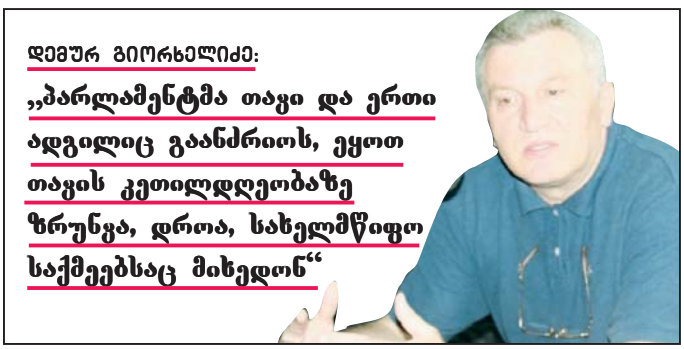 დემურ გიორხელიძე:
„პარლამენტმა თავი და ერთი
ადგილიც გაანძრიოს, ეყოთ
თავის კეთილდღეობაზე
ზრუნვა, დროა, სახელმწიფო
საქმეებსაც მიხედონ“